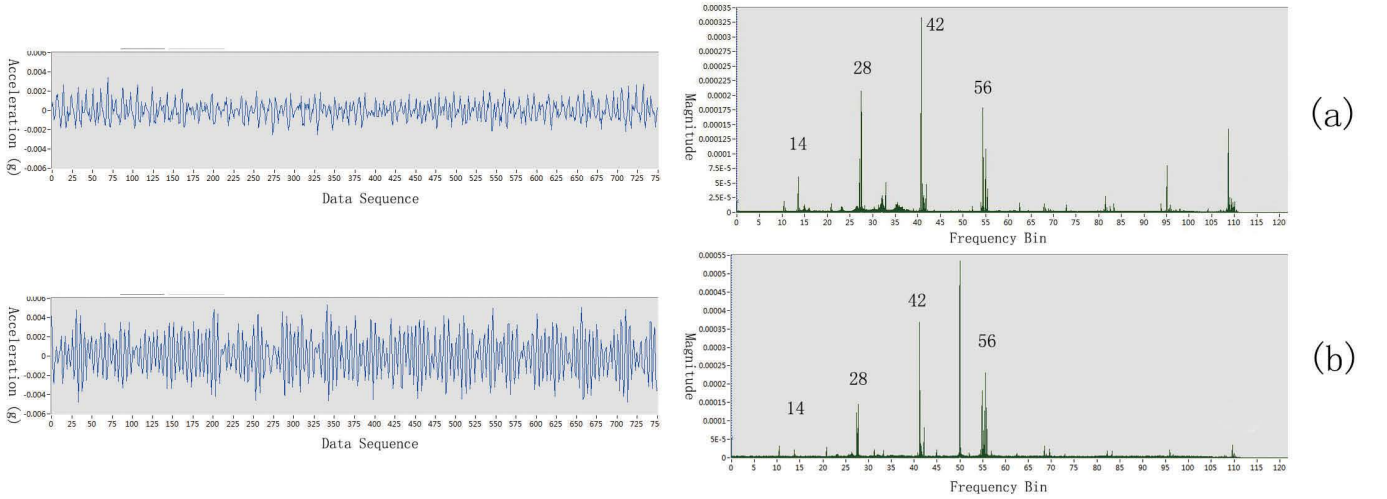 0.006
0.004
0.002
0
-0.002
-0.004
-0.006
Acceleration (g)
0 25 50 75 100 125 150 175 200 225 250 275 300 325 350 375 400 425 450 475 500 525 550 575 600 625 650 675 700 725 75
Data Sequence
0.00035
0.000325
0.0003
0.000275
0.00025
0.000225
0.0002
0.000175
0.00015
0.000125
0.0001
7.5E-5
5E-5
2.5E-5
0
Magnitude
14
28
42
56
0 5 10 15 20 25 30 35 40 45 50 55 60 65 70 75 80 85 90 95 100 105 110 115 120
Frequency Bin
(a)
0.006
0.004
0.002
0
-0.002
-0.004
-0.006
Acceleration (g)
0 25 50 75 100 125 150 175 200 225 250 275 300 325 350 375 400 425 450 475 500 525 550 575 600 625 650 675 700 725 75
Data Sequence
0.00055
0.0005
0.00045
0.0004
0.00035
0.0003
0.00025
0.0002
0.00015
0.0001
5E-5
0
Magnitude
14
28
42
56
0 5 10 15 20 25 30 35 40 45 50 55 60 65 70 75 80 85 90 95 100 105 110 115 120
Frequency Bin
(b)